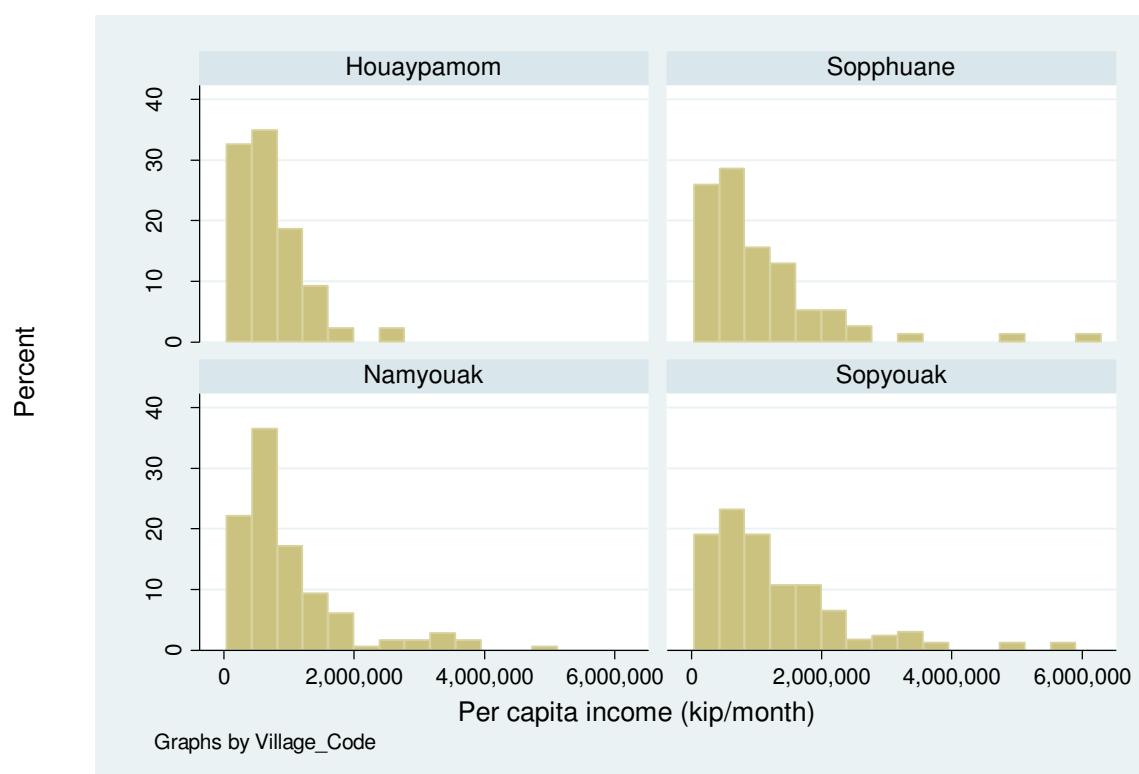 Houaypamom
Sopphuane
40
30
20
10
0
Namyouak
Sopyouak
40
30
20
10
0
0 2,000,000 4,000,000 6,000,000
0 2,000,000 4,000,000 6,000,000
Percent
Per capita income (kip/month)
Graphs by Village_Code